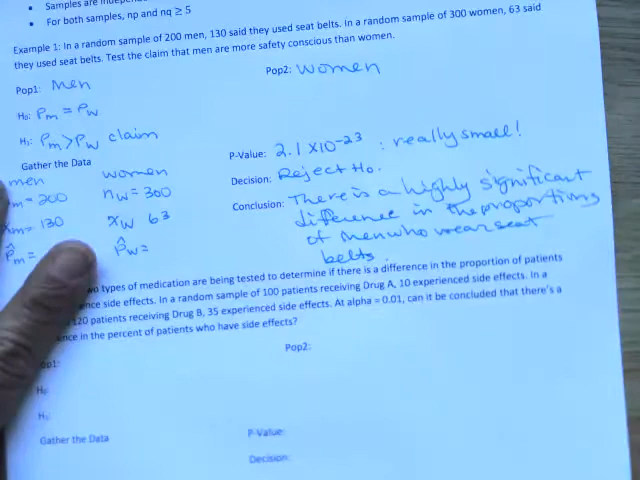 Samples are
For both samples, np and nq ≥ 5
Example 1: In a random sample of 200 men, 130 said they used seat belts. In a random sample of 300 women, 63 said
they used seat belts. Test the claim that men are more safety conscious than women.
Pop1: Men Pop2: Women
H₀: Pm = Pw
H₁: Pm > Pw claim
P-Value: 2.1 X10⁻²³ : really small!
Gather the Data
Decision: Reject Ho.
men women
m = 200 nw = 300
Conclusion: There is a highly significant
difference in the proportions
of men who wear seat
belts.
xm = 130 xw 63
p̂m = p̂w =
types of medication are being tested to determine if there is a difference in the proportion of patients
side effects. In a random sample of 100 patients receiving Drug A, 10 experienced side effects. In a
120 patients receiving Drug B, 35 experienced side effects. At alpha = 0.01, can it be concluded that there's a
in the percent of patients who have side effects?
op1: Pop2:
H₀:
H₁:
Gather the Data P-Value:
Decision: